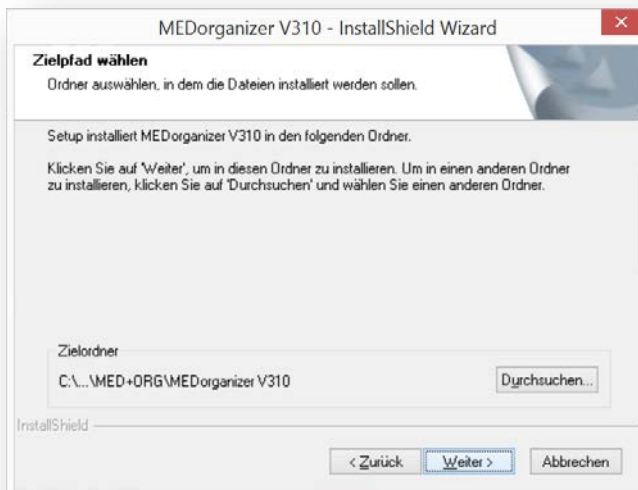 MEDorganizer V310 - InstallShield Wizard
Zielpfad wählen
Ordner auswählen, in dem die Dateien installiert werden sollen.
Setup installiert MEDorganizer V310 in den folgenden Ordner.
Klicken Sie auf 'Weiter', um in diesen Ordner zu installieren. Um in einen anderen Ordner
zu installieren, klicken Sie auf 'Durchsuchen' und wählen Sie einen anderen Ordner.
Zielordner
C:\...\MED+ORG\MEDorganizer V310
Durchsuchen...
InstallShield
< Zurück Weiter > Abbrechen